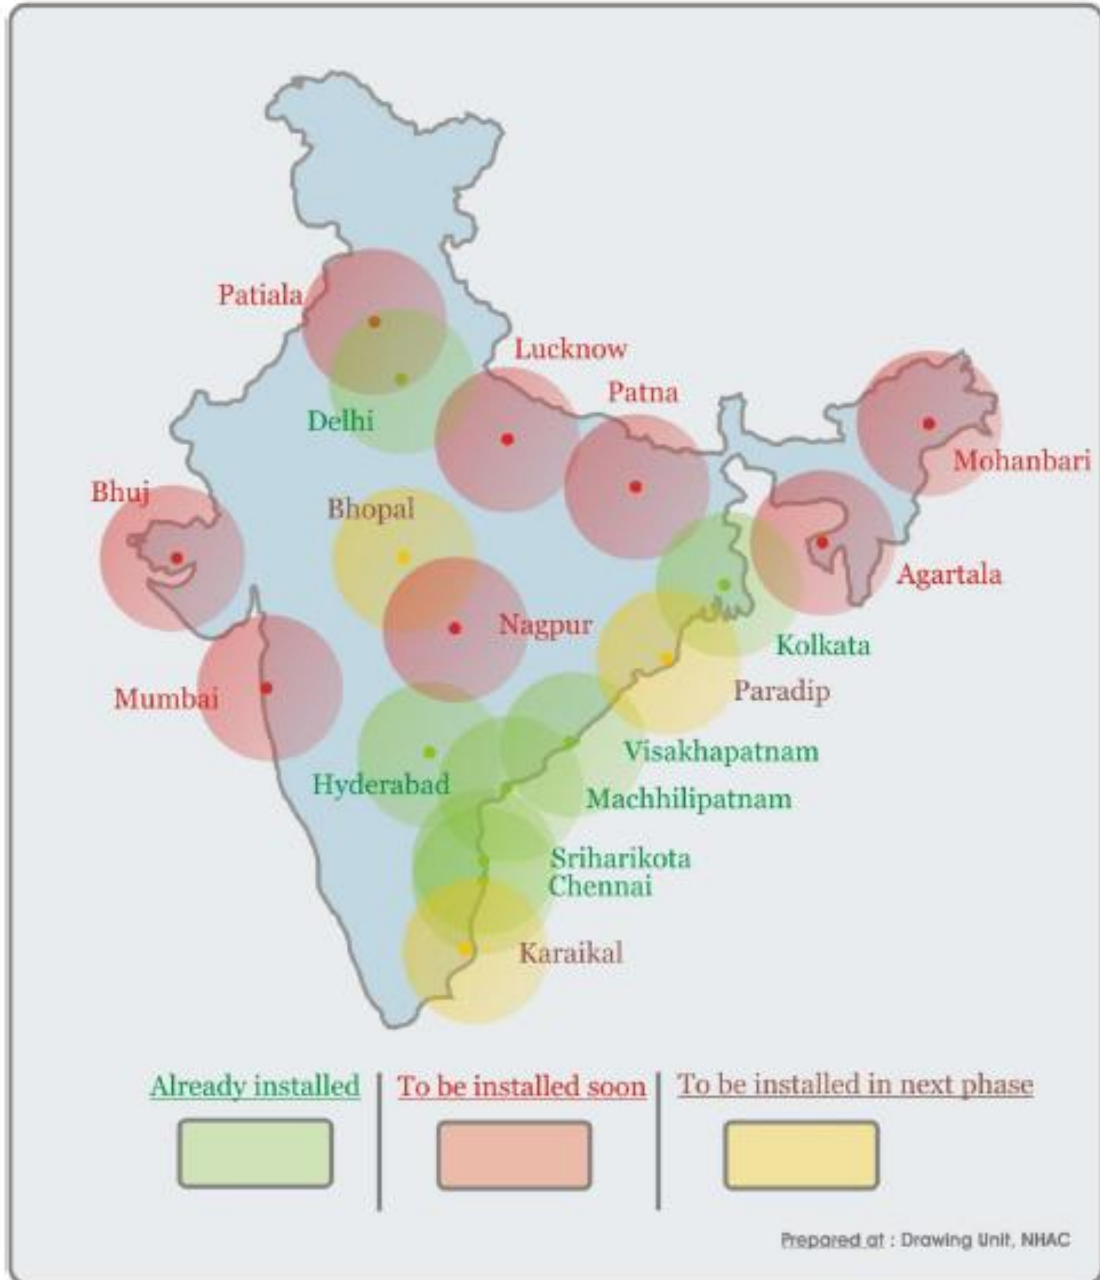 Patiala
Lucknow
Patna
Delhi
Mohanbari
Bhuj
Bhopal
Agartala
Nagpur
Kolkata
Mumbai
Paradip
Visakhapatnam
Hyderabad
Machhilipatnam
Sriharikota
Chennai
Karaikal
Already installed
To be installed soon
To be installed in next phase
Prepared at : Drawing Unit, NHAC